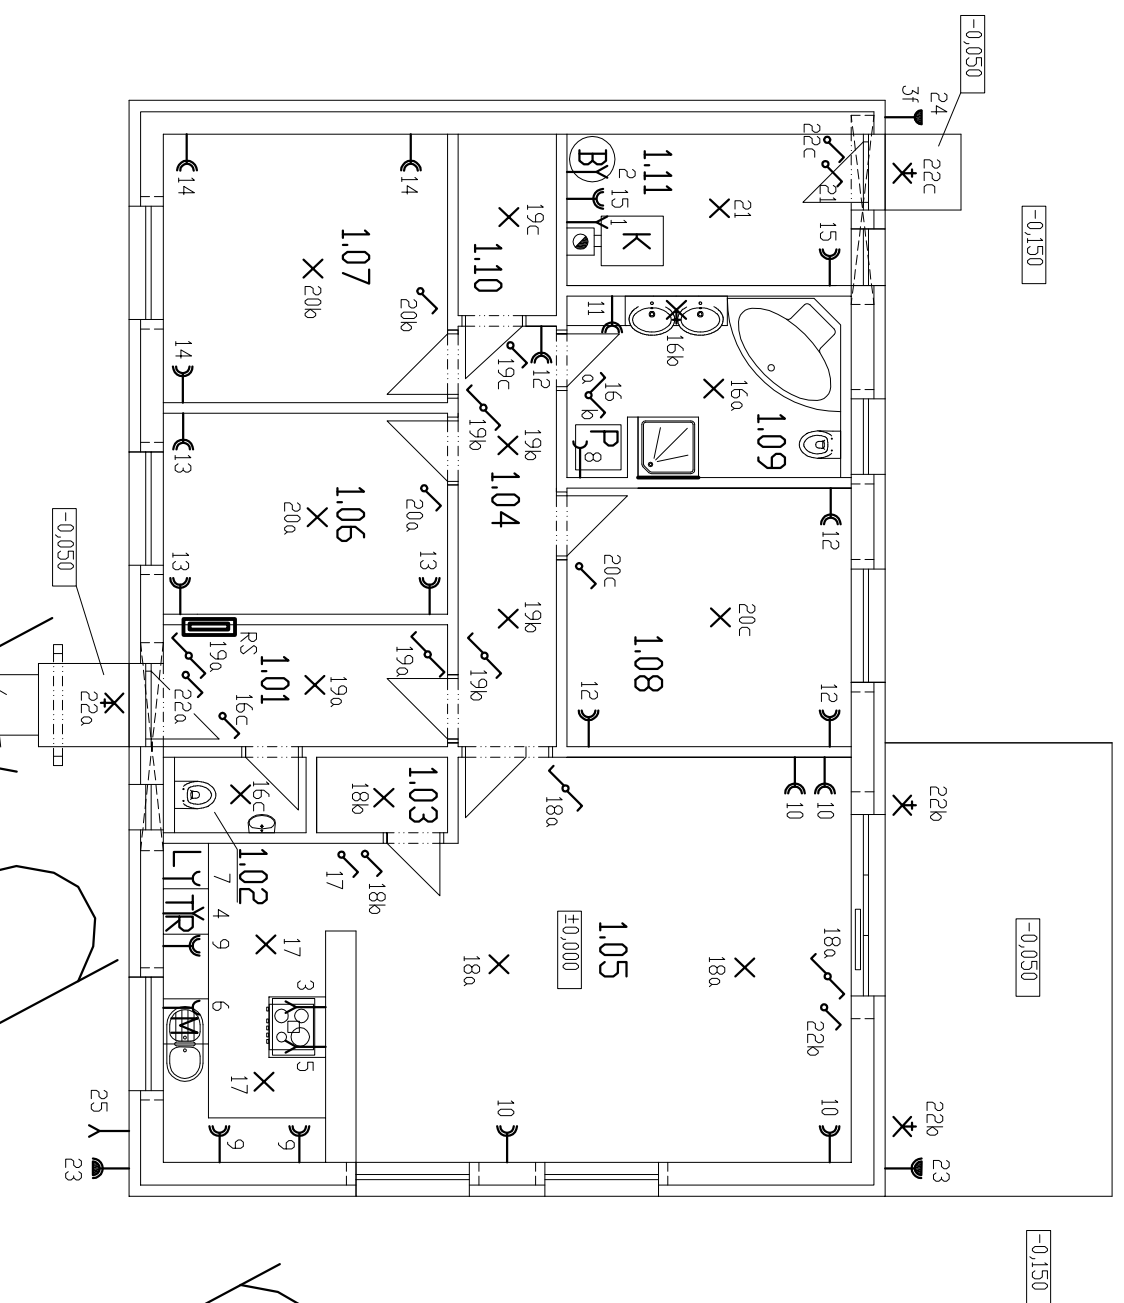 -0,050
24
3f
22c
22c
21
-0,150
1.11
BY
2
15
1
K
21
15
14
14
19c
1.10
1.07
20b
20b
11
16b
16a
16
a
b
1.09
P
8
12
19c
14
19b
19b
1.04
13
20a
1.06
20a
13
13
12
20c
20c
1.08
12
12
-0,050
19b
19b
RS
19a
19a
19a
1.01
22a
22a
16c
16c
1.03
18b
18a
10
10
22b
17
18b
1.02
L
7
TR
4
9
6
M
17
3
5
17
18a
±0,000
1.05
18a
18a
22b
-0,050
9
9
10
10
22b
25
23
23
-0,150